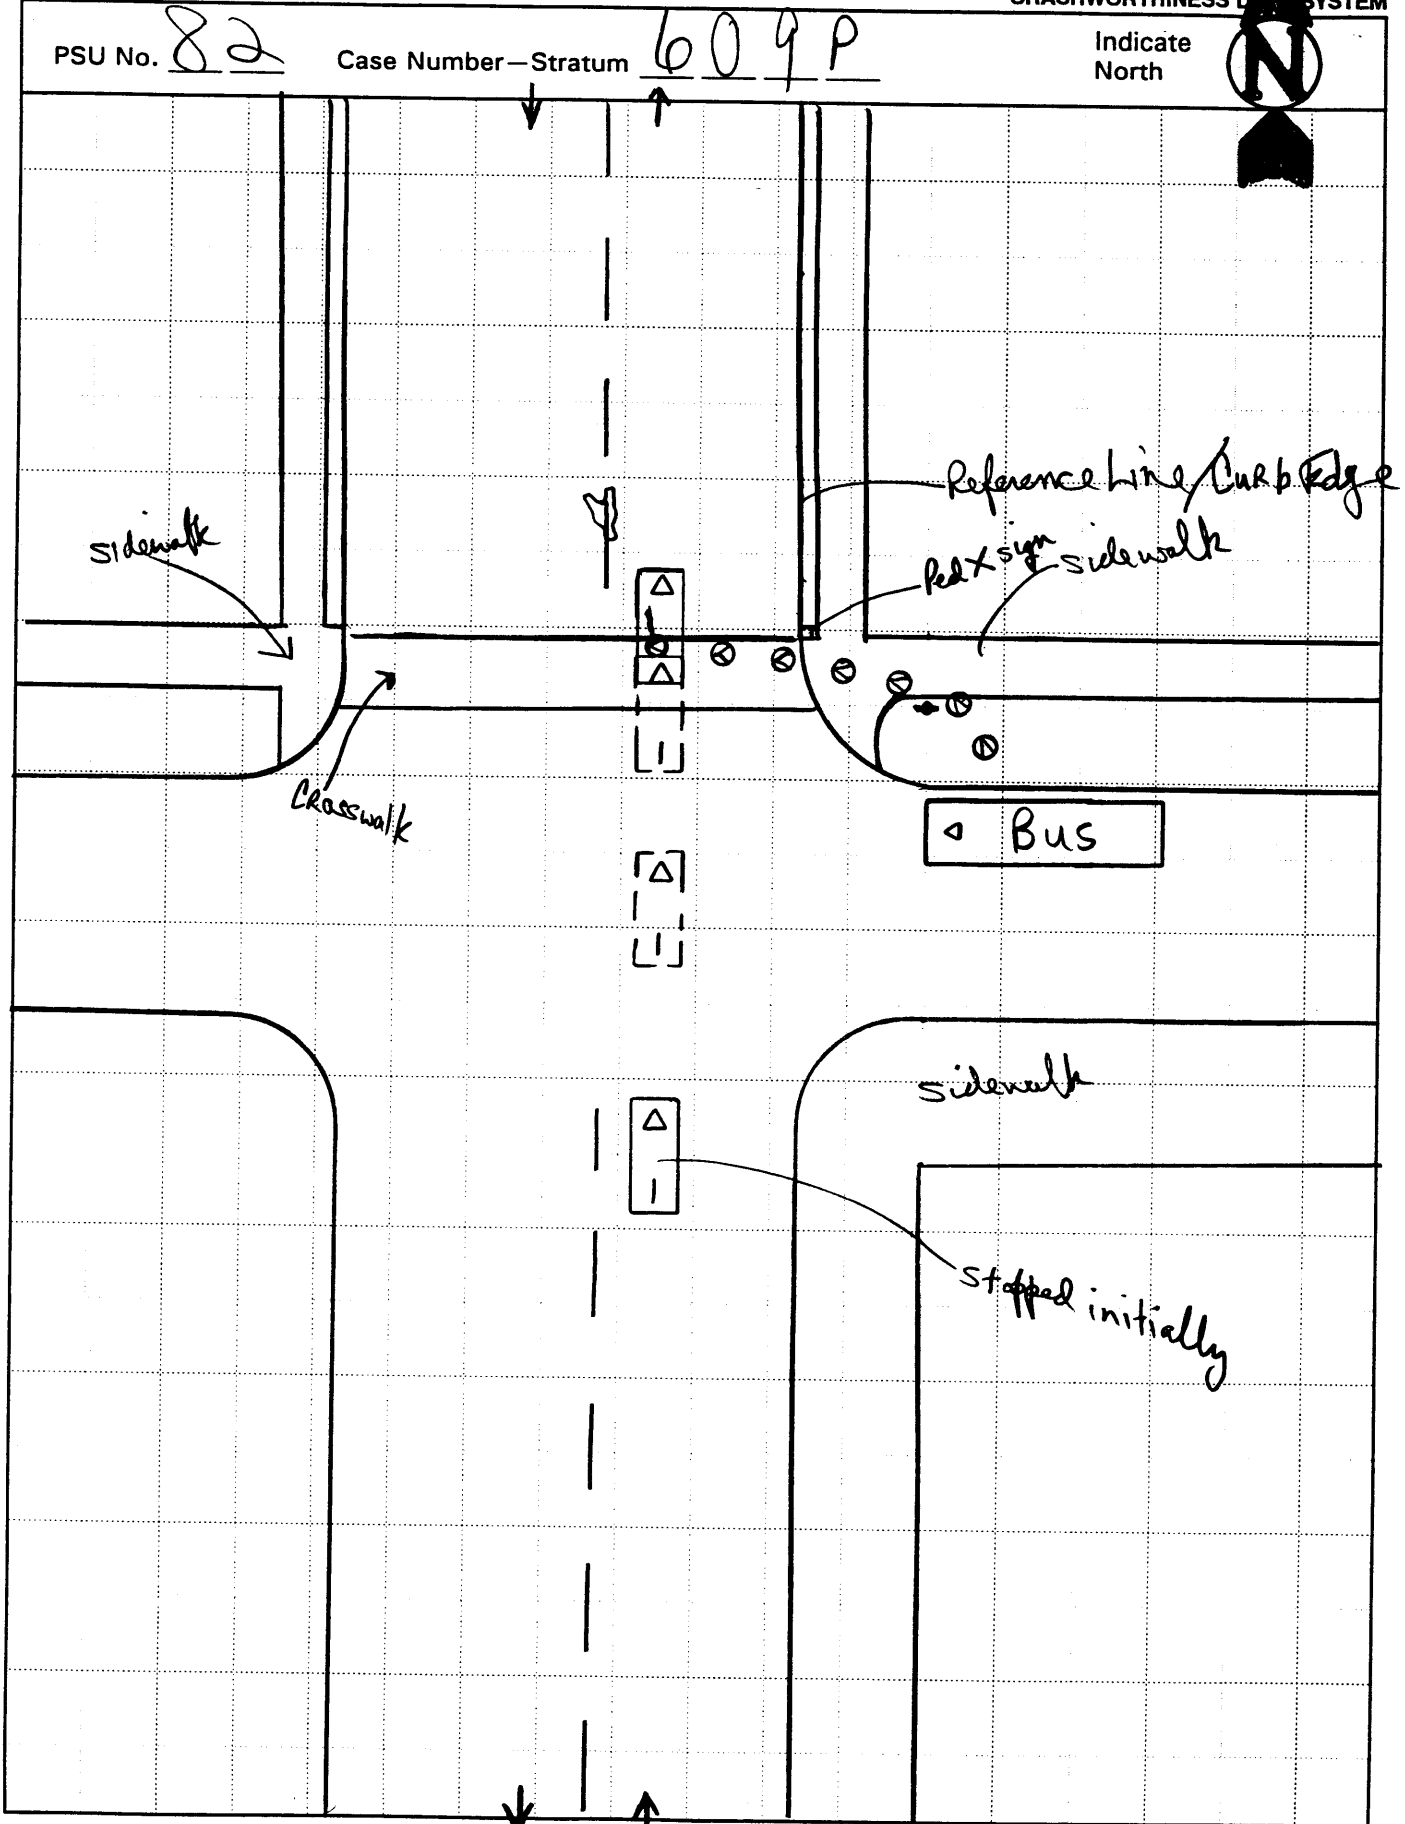 PSU No. 82 Case Number—Stratum 609P Indicate North N
Reference Line/Curb Edge
Ped X sign
sidewalk
sidewalk
Crosswalk
Bus
sidewalk
Stopped initially